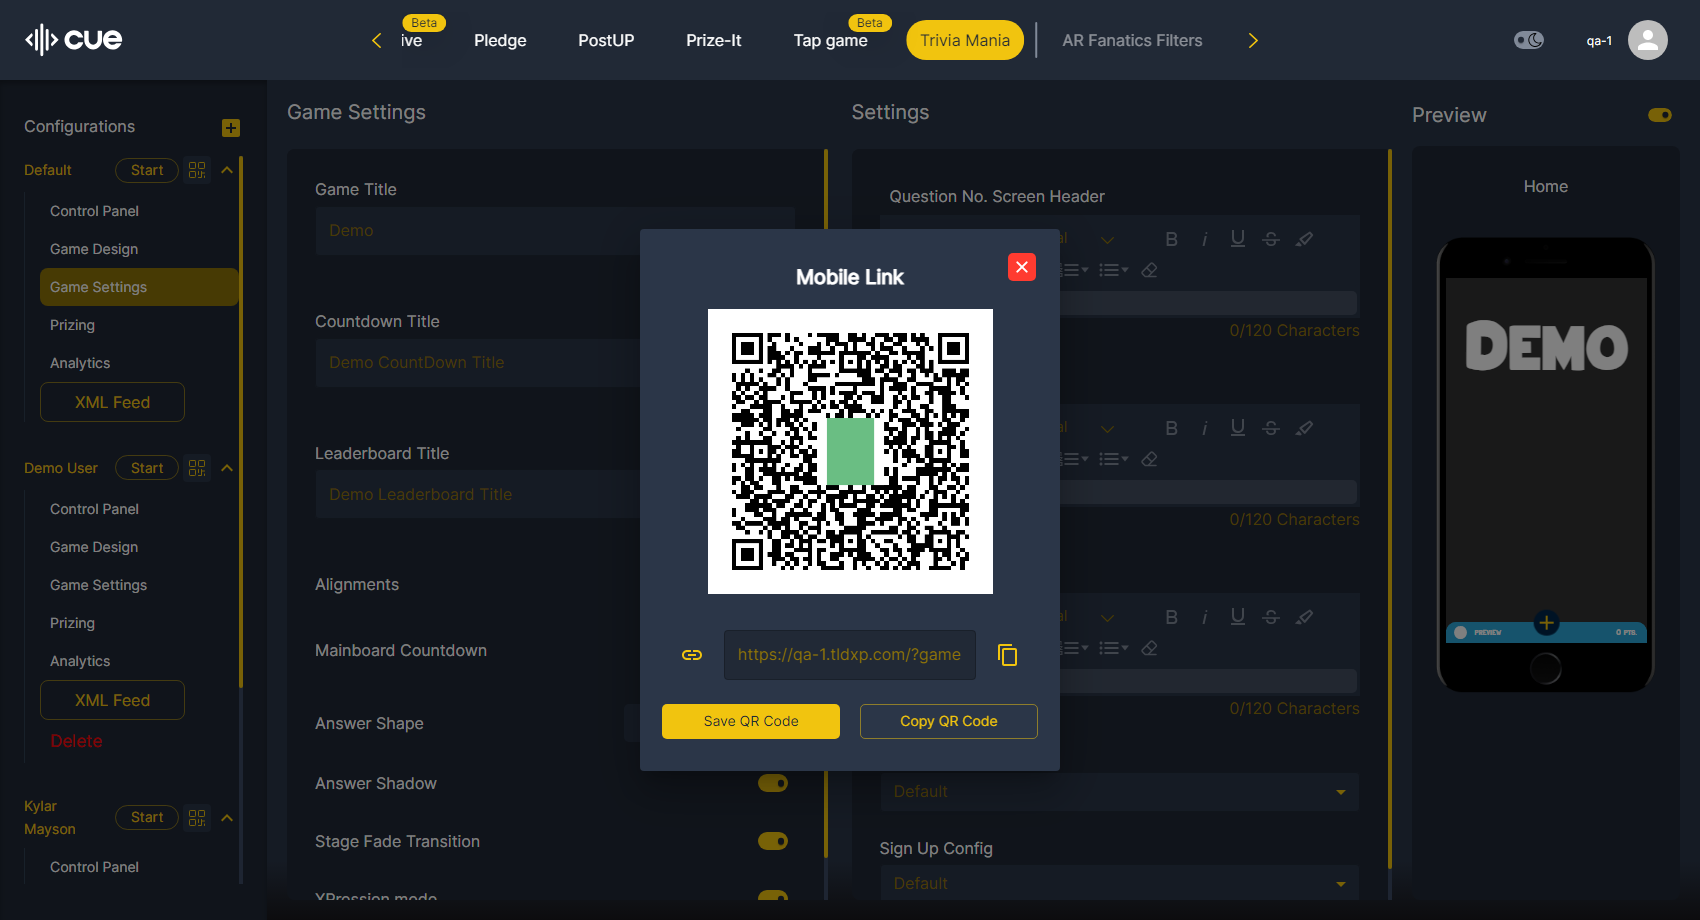 cue
Beta
ive
Pledge
PostUP
Prize-It
Beta
Tap game
Trivia Mania
AR Fanatics Filters
qa-1
Configurations
Default
Start
Control Panel
Game Design
Game Settings
Prizing
Analytics
XML Feed
Demo User
Start
Control Panel
Game Design
Game Settings
Prizing
Analytics
XML Feed
Delete
Kylar
Mayson
Start
Control Panel
Game Settings
Game Title
Demo
Countdown Title
Demo CountDown Title
Leaderboard Title
Demo Leaderboard Title
Alignments
Mainboard Countdown
Answer Shape
Answer Shadow
Stage Fade Transition
XPression mode
Mobile Link
https://qa-1.tldxp.com/?game
Save QR Code
Copy QR Code
Settings
Question No. Screen Header
al
B i U S
0/120 Characters
al
B i U S
0/120 Characters
al
B i U S
0/120 Characters
Default
Sign Up Config
Default
Preview
Home
DEMO
PREVIEW
0 PTS.